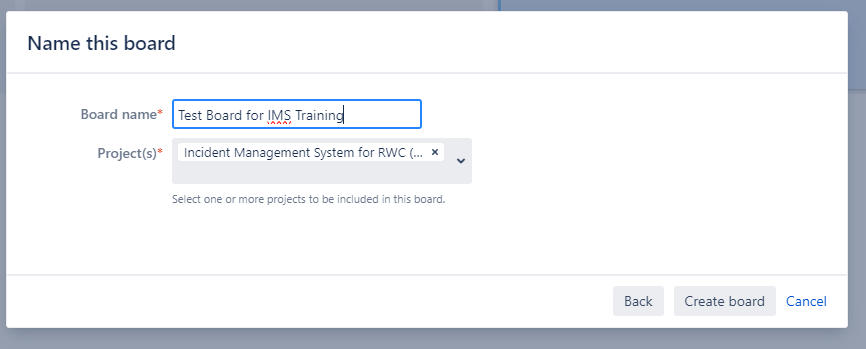 Name this board
Board name* Test Board for IMS Training
Project(s)* Incident Management System for RWC (... ×
Select one or more projects to be included in this board.
Back Create board Cancel